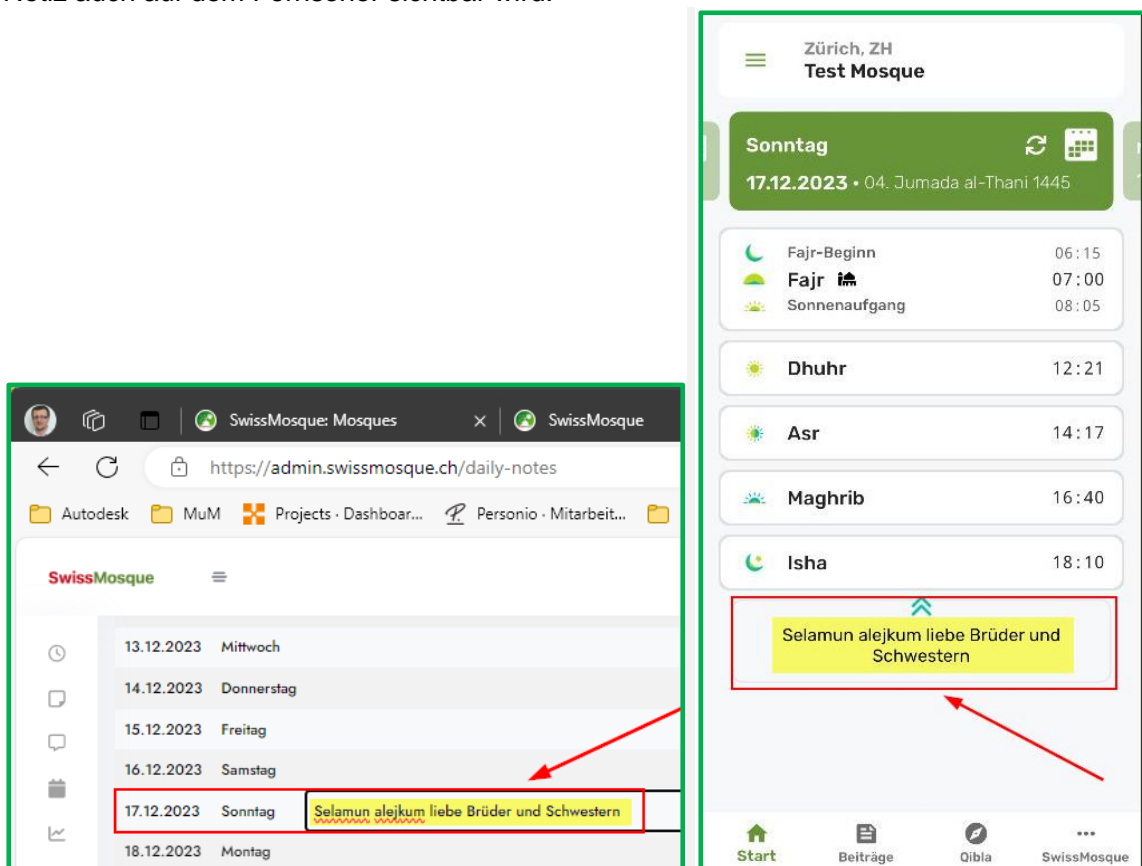 Zürich, ZH
Test Mosque
Sonntag
17.12.2023 • 04. Jumada al-Thani 1445
Fajr-Beginn 06:15
Fajr 07:00
Sonnenaufgang 08:05
Dhuhr 12:21
Asr 14:17
Maghrib 16:40
Isha 18:10
Selamun alejkum liebe Brüder und
Schwestern
Start Beiträge Qibla SwissMosque
SwissMosque: Mosques SwissMosque
https://admin.swissmosque.ch/daily-notes
Autodesk MuM Projects · Dashboar... Personio · Mitarbeit...
SwissMosque
13.12.2023 Mittwoch
14.12.2023 Donnerstag
15.12.2023 Freitag
16.12.2023 Samstag
17.12.2023 Sonntag Selamun alejkum liebe Brüder und Schwestern
18.12.2023 Montag